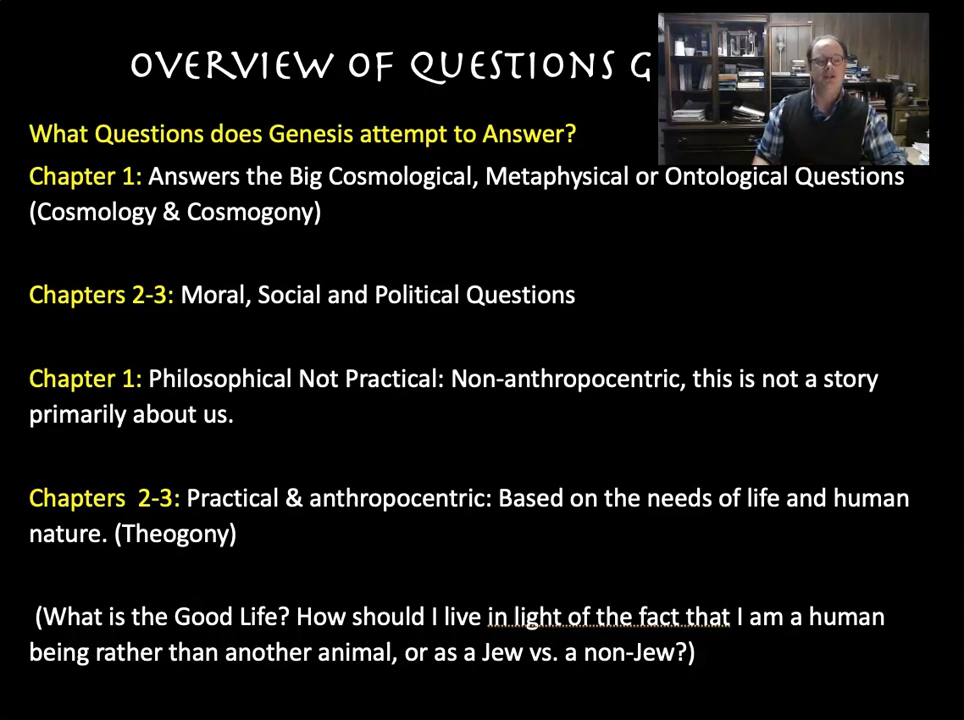 OVERVIEW OF QUESTIONS G
What Questions does Genesis attempt to Answer?
Chapter 1: Answers the Big Cosmological, Metaphysical or Ontological Questions
(Cosmology & Cosmogony)
Chapters 2-3: Moral, Social and Political Questions
Chapter 1: Philosophical Not Practical: Non-anthropocentric, this is not a story
primarily about us.
Chapters 2-3: Practical & anthropocentric: Based on the needs of life and human
nature. (Theogony)
(What is the Good Life? How should I live in light of the fact that I am a human
being rather than another animal, or as a Jew vs. a non-Jew?)